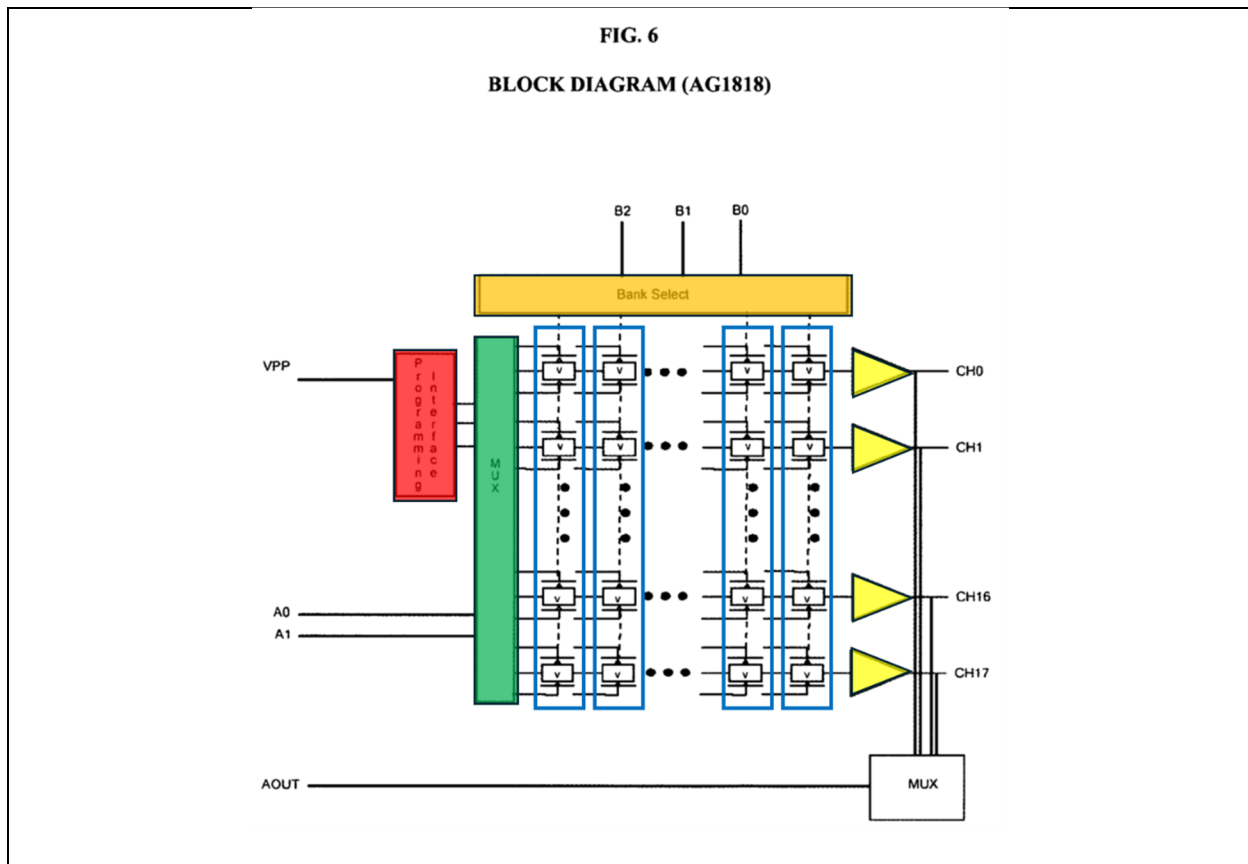 FIG. 6
BLOCK DIAGRAM (AG1818)
B2 B1 B0
Bank Select
VPP
Programming
Interface
MUX
V V V V
CH0
V V V V
CH1
A0
A1
V V V V
CH16
V V V V
CH17
AOUT
MUX